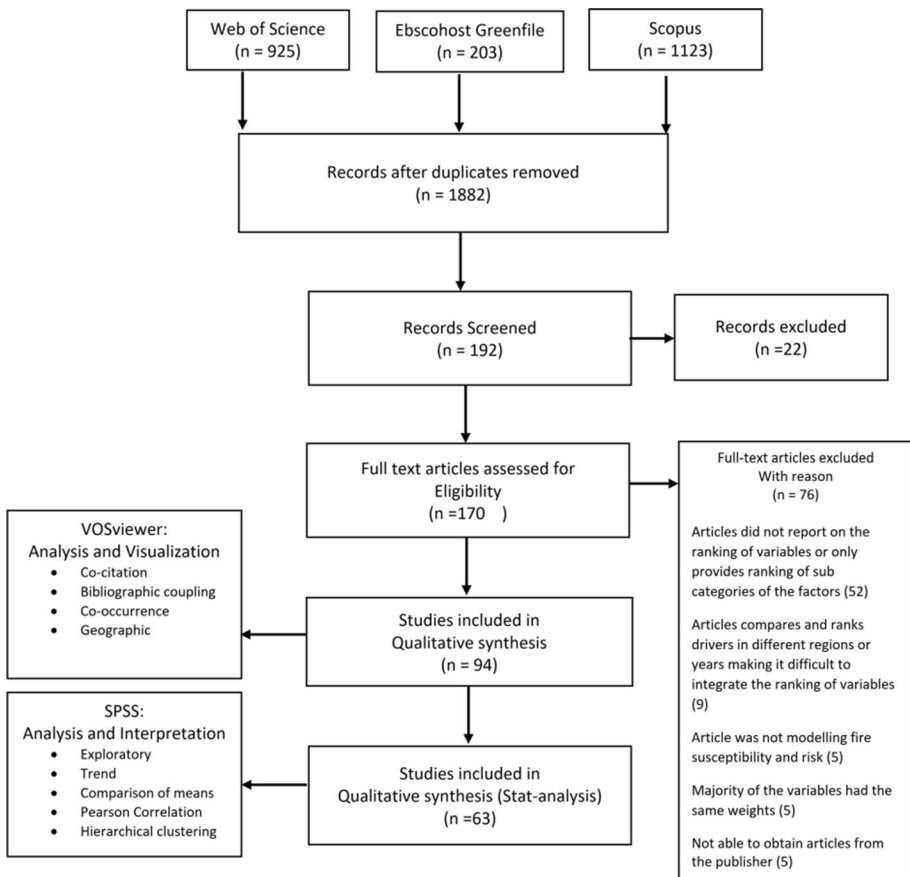 Web of Science
(n = 925)
Ebscohost Greenfile
(n = 203)
Scopus
(n = 1123)
Records after duplicates removed
(n = 1882)
Records Screened
(n = 192)
Records excluded
(n =22)
Full text articles assessed for
Eligibility
(n =170 )
Full-text articles excluded
With reason
(n = 76)
Articles did not report on the
ranking of variables or only
provides ranking of sub
categories of the factors (52)
Articles compares and ranks
drivers in different regions or
years making it difficult to
integrate the ranking of variables
(9)
Article was not modelling fire
susceptibility and risk (5)
Majority of the variables had the
same weights (5)
Not able to obtain articles from
the publisher (5)
VOSviewer:
Analysis and Visualization
• Co-citation
• Bibliographic coupling
• Co-occurrence
• Geographic
Studies included in
Qualitative synthesis
(n = 94)
SPSS:
Analysis and Interpretation
• Exploratory
• Trend
• Comparison of means
• Pearson Correlation
• Hierarchical clustering
Studies included in
Qualitative synthesis (Stat-analysis)
(n =63)